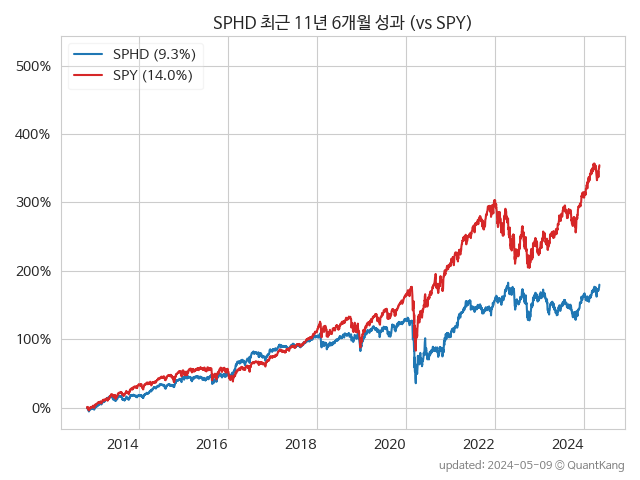 SPHD 최근 11년 6개월 성과 (vs SPY)
SPHD (9.3%)
SPY (14.0%)
500%
400%
300%
200%
100%
0%
2014 2016 2018 2020 2022 2024
updated: 2024-05-09 © QuantKang